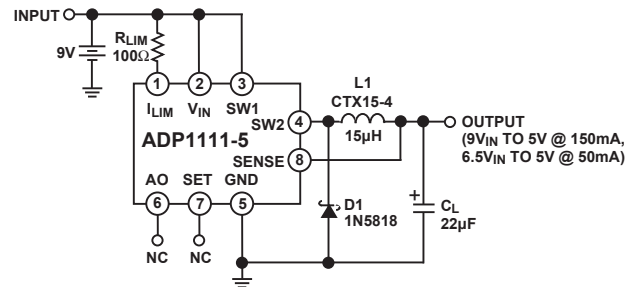 INPUT
9V
RLIM
100Ω
1
2
3
ILIM
VIN
SW1
SW2
4
ADP1111-5
SENSE
8
AO
SET
GND
6
7
5
NC
NC
L1
CTX15-4
15µH
OUTPUT
(9VIN TO 5V @ 150mA,
6.5VIN TO 5V @ 50mA)
D1
1N5818
+
CL
22µF